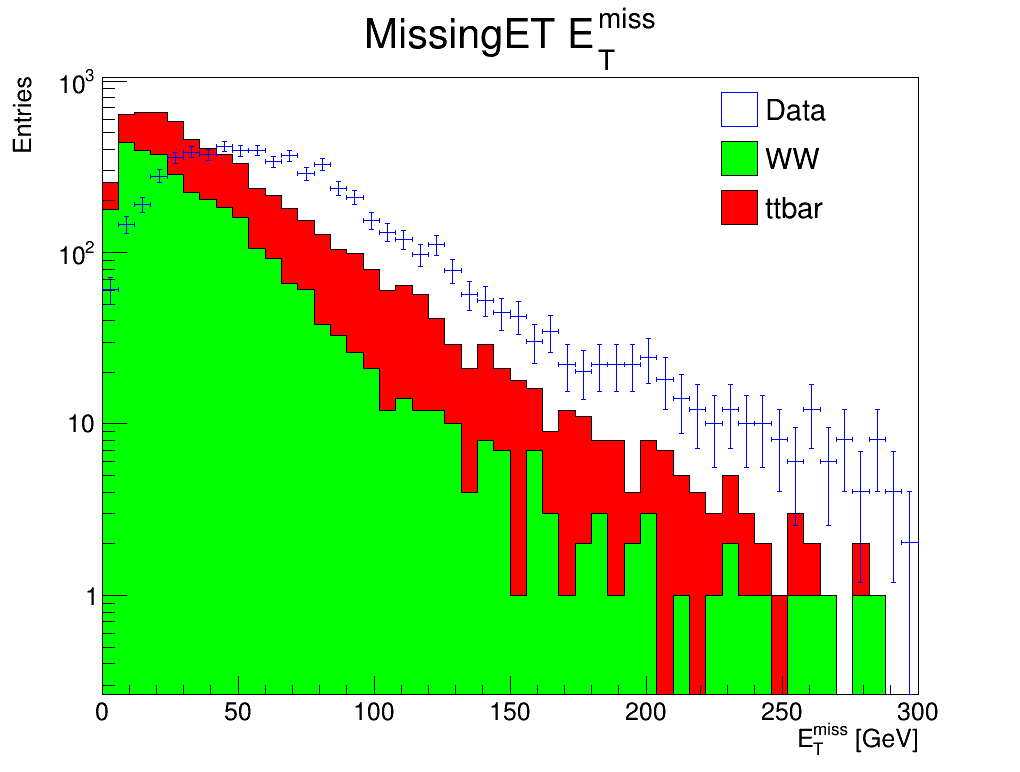 MissingET E_T^miss
Entries
10^3
10^2
10
1
Data
WW
ttbar
0 50 100 150 200 250 300
E_T^miss [GeV]